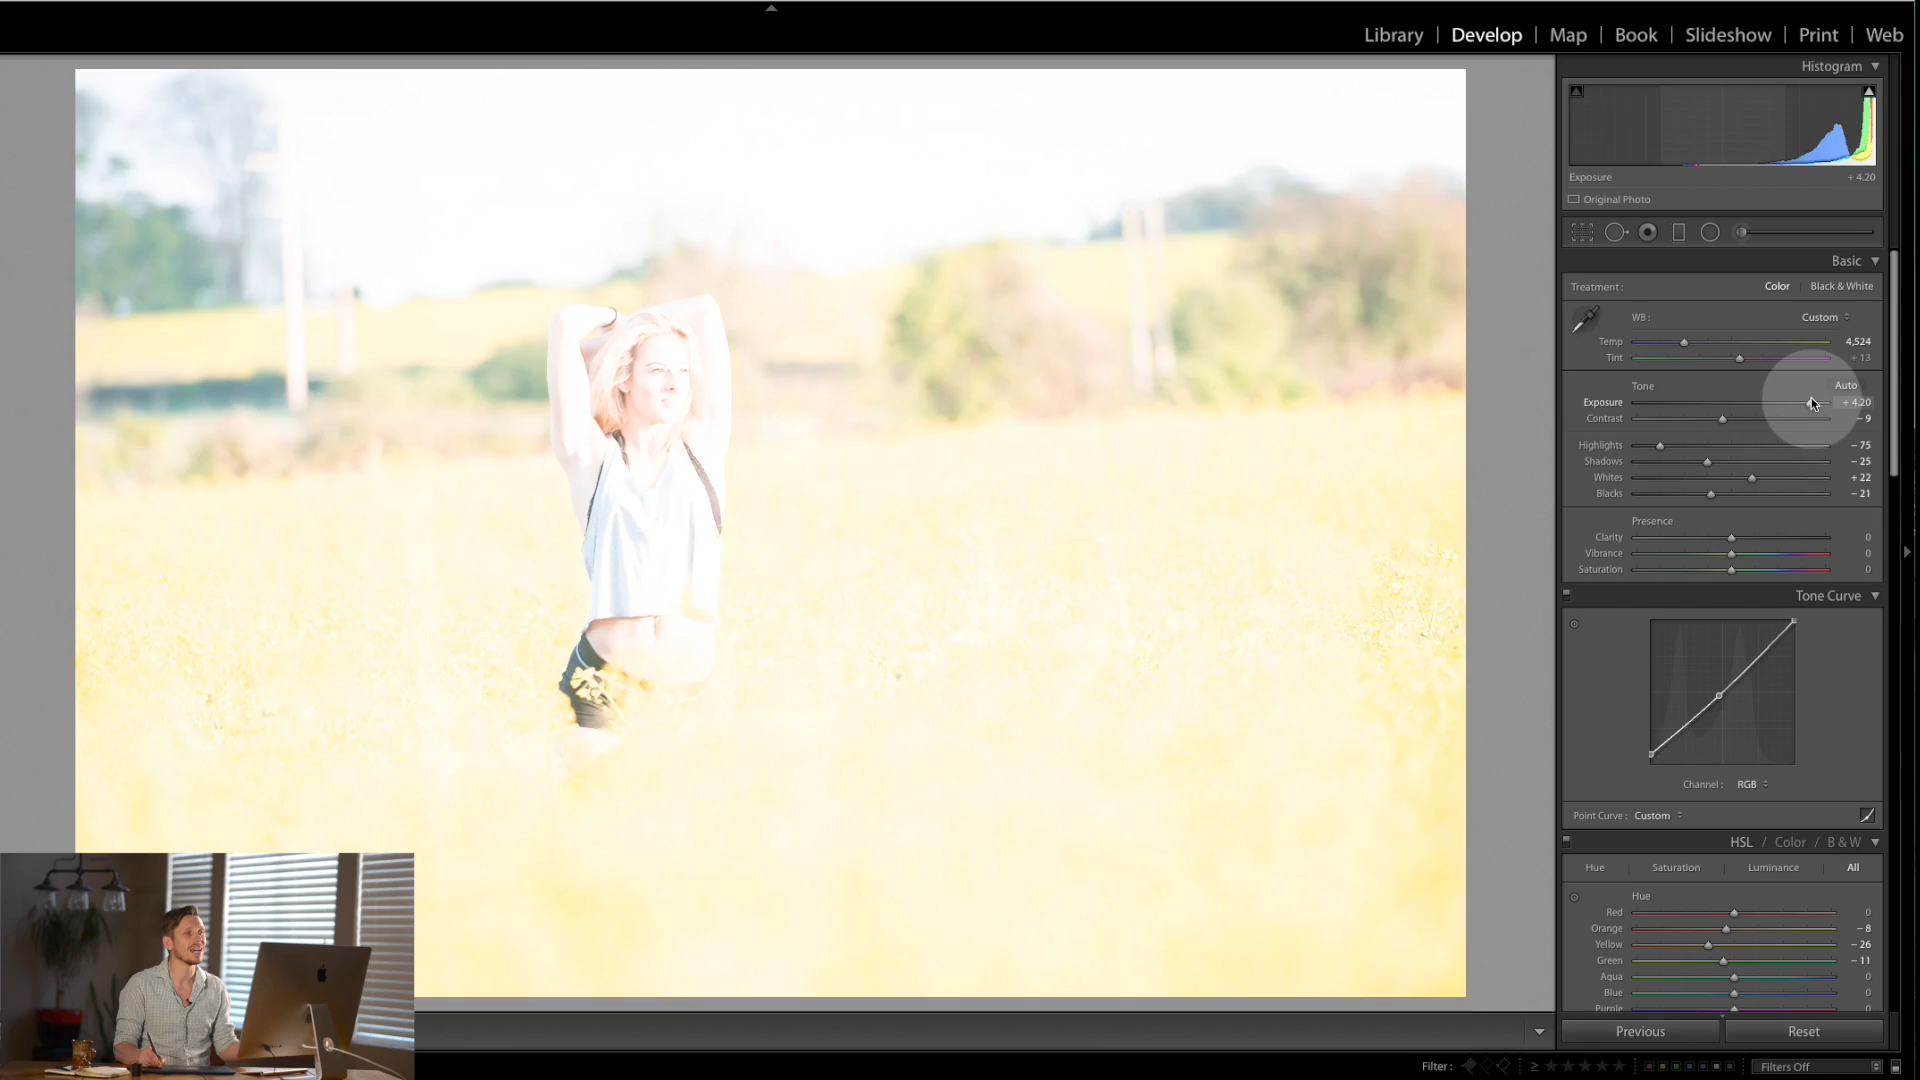 Library | Develop | Map | Book | Slideshow | Print | Web
Histogram
Exposure + 4.20
Original Photo
Basic
Treatment : Color | Black & White
WB : Custom
Temp 4,524
Tint + 13
Tone Auto
Exposure + 4.20
Contrast – 9
Highlights – 75
Shadows – 25
Whites + 22
Blacks – 21
Presence
Clarity 0
Vibrance 0
Saturation 0
Tone Curve
Channel : RGB
Point Curve : Custom
HSL / Color / B & W
Hue Saturation Luminance All
Hue
Red 0
Orange – 8
Yellow – 26
Green – 11
Aqua 0
Blue 0
Purple 0
Previous Reset
Filter : ≥ Filters Off